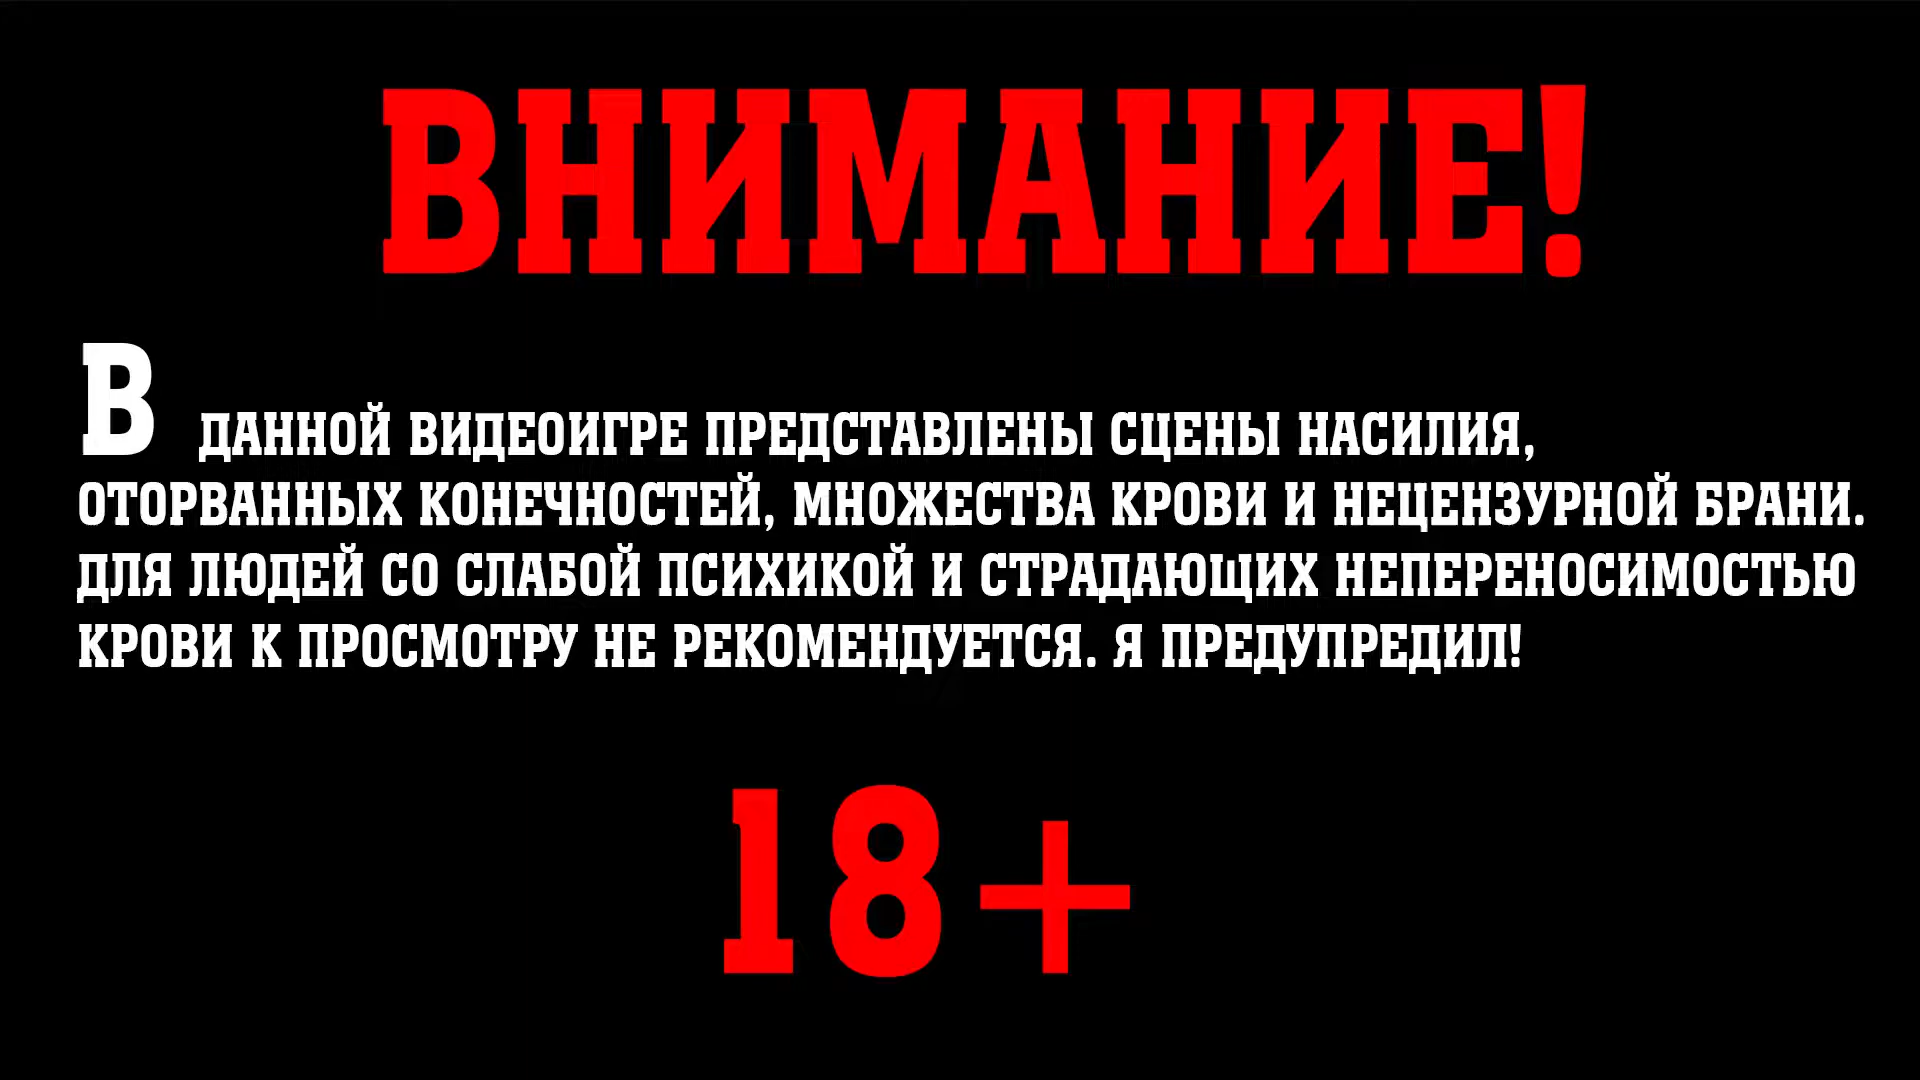 ВНИМАНИЕ!
В ДАННОЙ ВИДЕОИГРЕ ПРЕДСТАВЛЕНЫ СЦЕНЫ НАСИЛИЯ,
ОТОРВАННЫХ КОНЕЧНОСТЕЙ, МНОЖЕСТВА КРОВИ И НЕЦЕНЗУРНОЙ БРАНИ.
ДЛЯ ЛЮДЕЙ СО СЛАБОЙ ПСИХИКОЙ И СТРАДАЮЩИХ НЕПЕРЕНОСИМОСТЬЮ
КРОВИ К ПРОСМОТРУ НЕ РЕКОМЕНДУЕТСЯ. Я ПРЕДУПРЕДИЛ!
18+